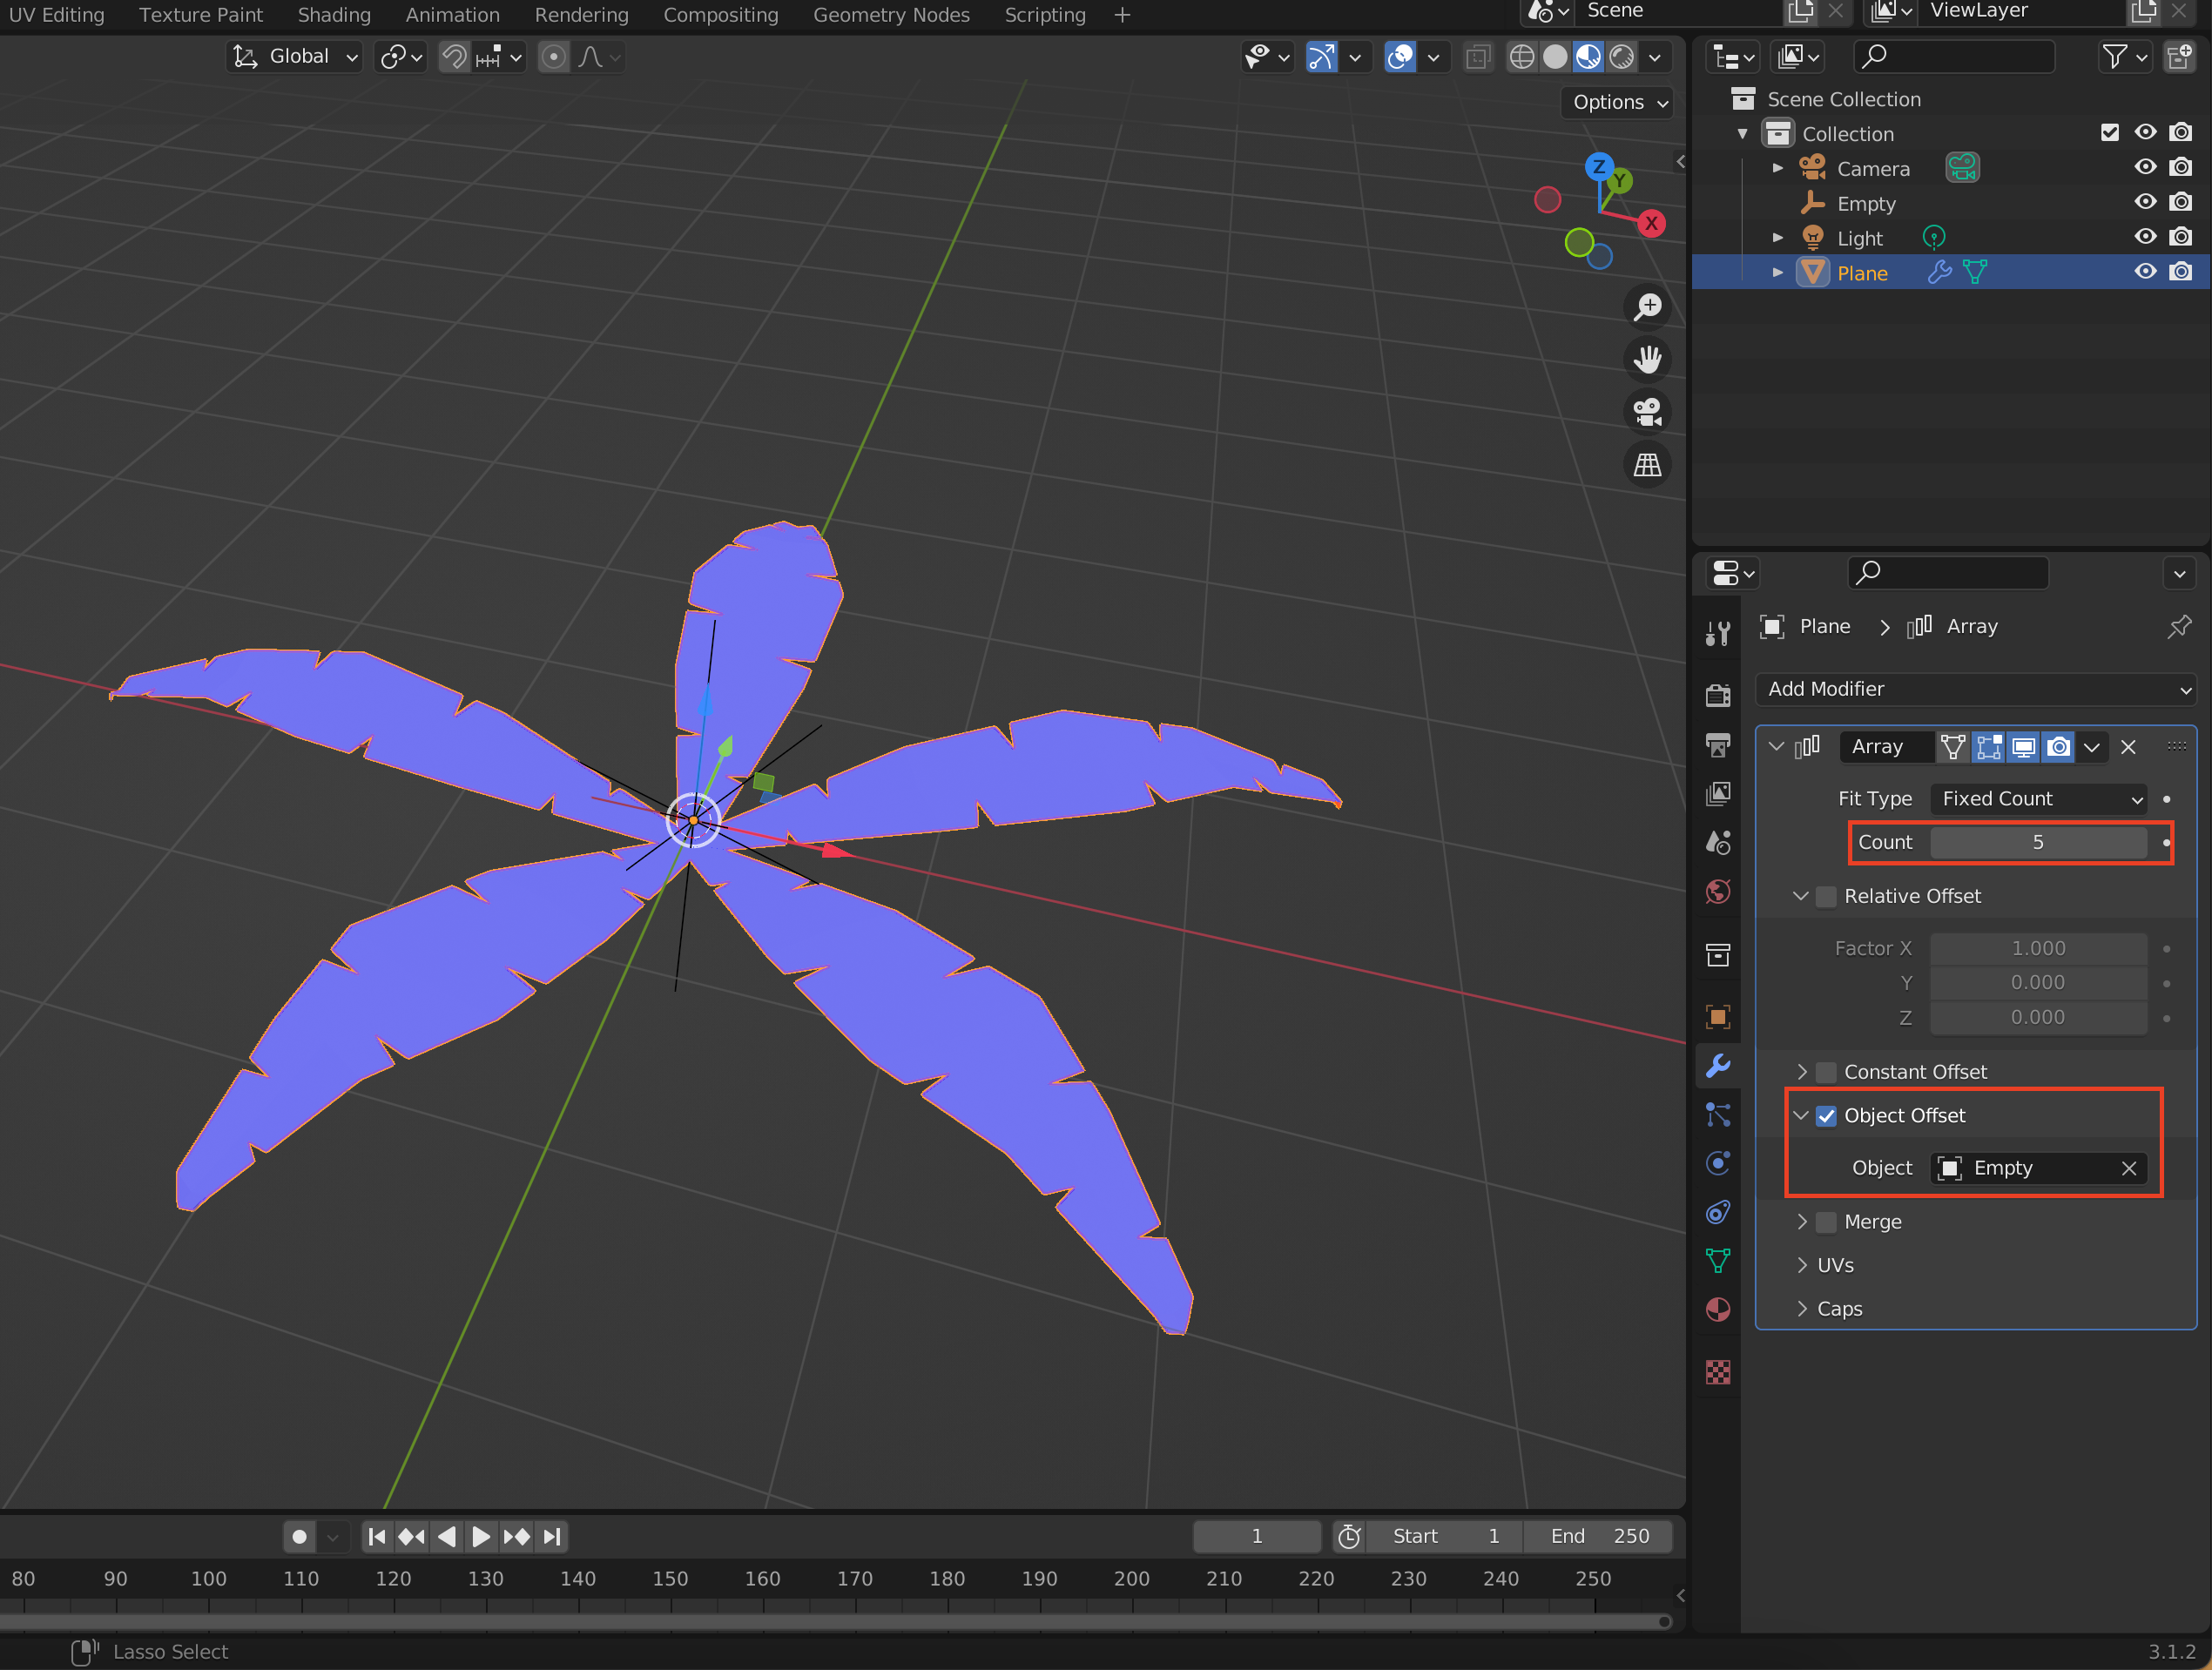 UV Editing Texture Paint Shading Animation Rendering Compositing Geometry Nodes Scripting + Scene ViewLayer
Global
Options
Z
Y
X
Scene Collection
Collection
Camera
Empty
Light
Plane
Plane > Array
Add Modifier
Array
Fit Type Fixed Count
Count 5
Relative Offset
Factor X 1.000
Y 0.000
Z 0.000
Constant Offset
Object Offset
Object Empty
Merge
UVs
Caps
1 Start 1 End 250
80 90 100 110 120 130 140 150 160 170 180 190 200 210 220 230 240 250
Lasso Select
3.1.2